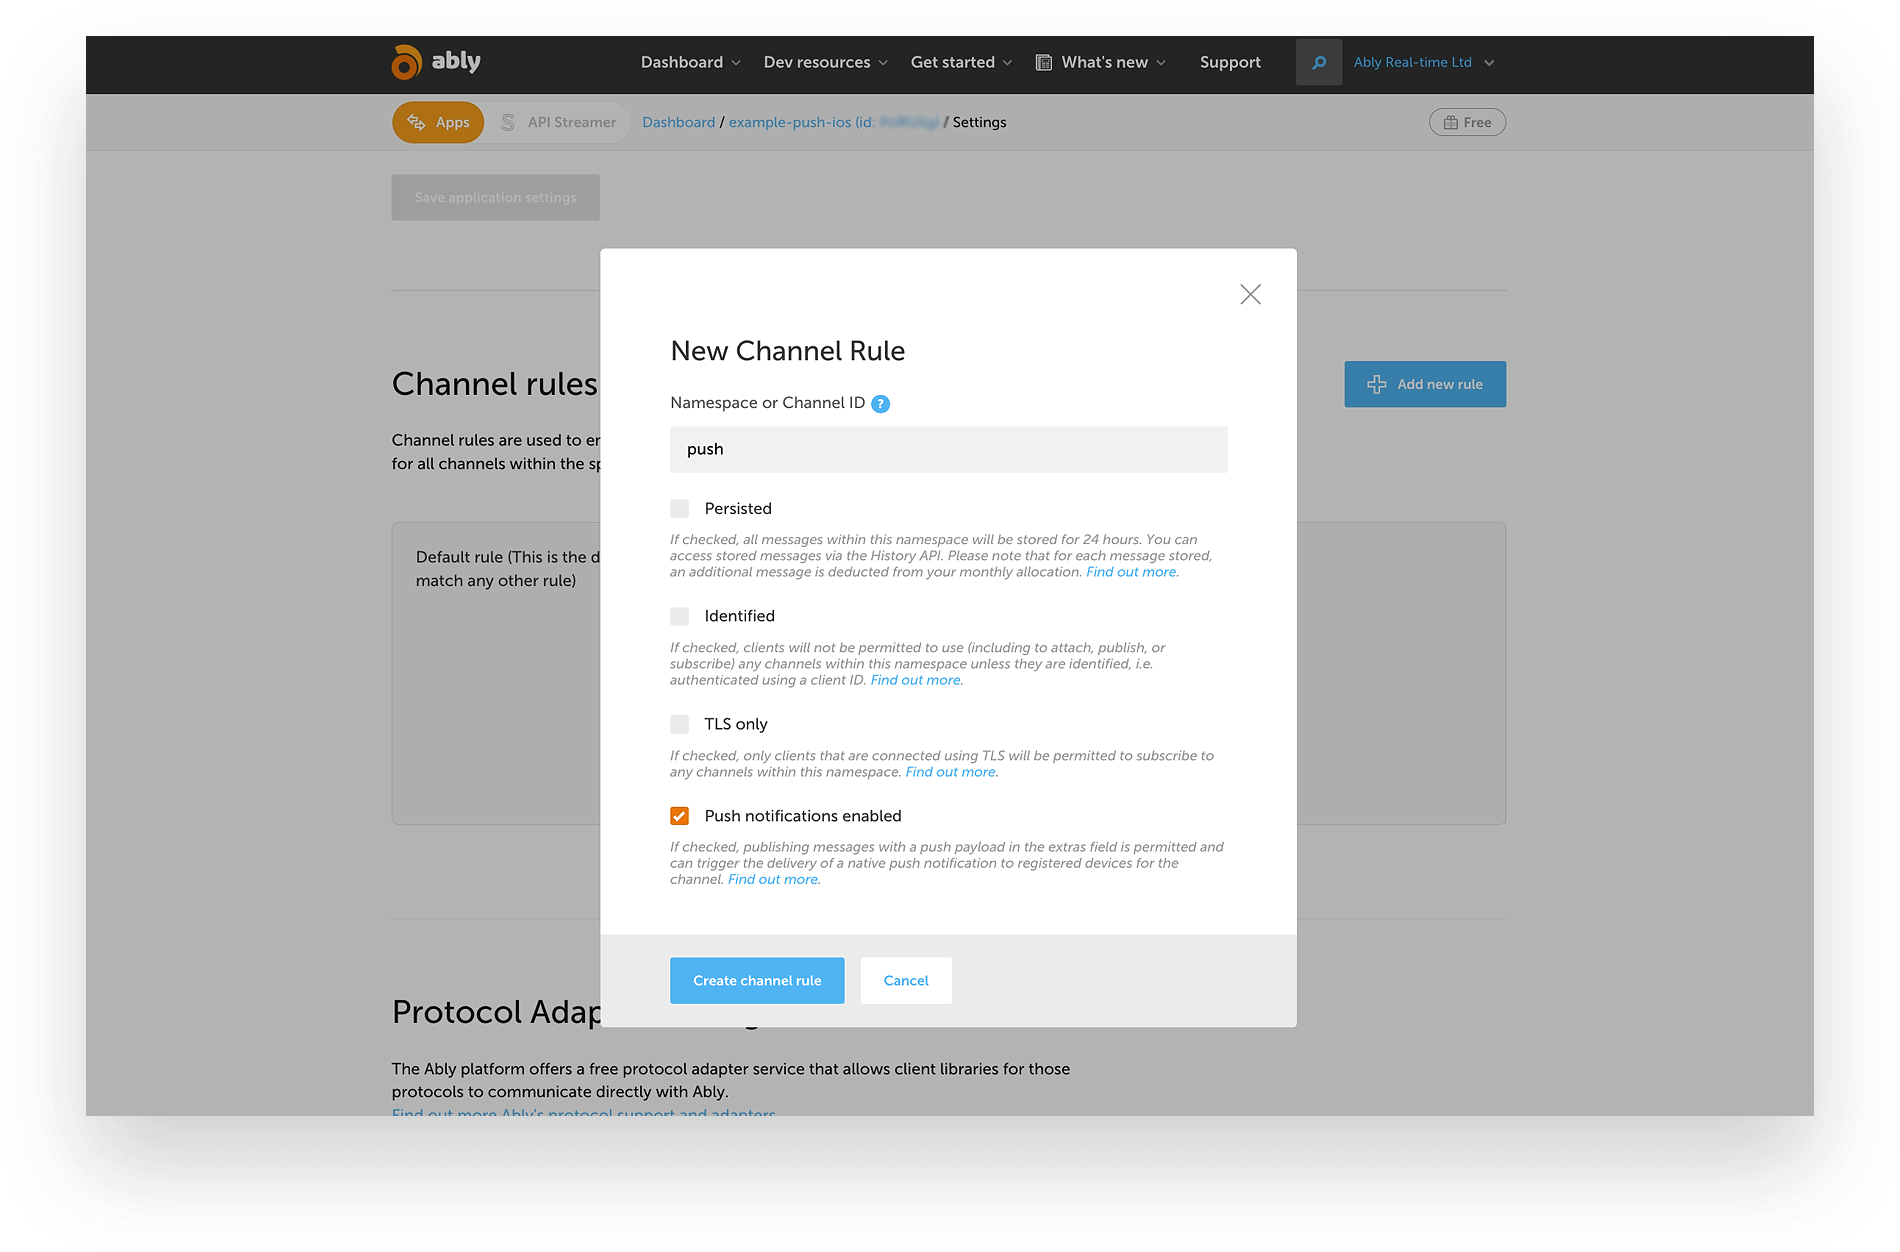 ably
Dashboard Dev resources Get started What's new Support Ably Real-time Ltd
Apps API Streamer Dashboard / example-push-ios (id: / Settings Free
Save application settings
New Channel Rule
Channel rules
Add new rule
Namespace or Channel ID ?
Channel rules are used to
for all channels within the
push
Persisted
If checked, all messages within this namespace will be stored for 24 hours. You can
access stored messages via the History API. Please note that for each message stored,
an additional message is deducted from your monthly allocation. Find out more.
Default rule (This is the
match any other rule)
Identified
If checked, clients will not be permitted to use (including to attach, publish, or
subscribe) any channels within this namespace unless they are identified, i.e.
authenticated using a client ID. Find out more.
TLS only
If checked, only clients that are connected using TLS will be permitted to subscribe to
any channels within this namespace. Find out more.
Push notifications enabled
If checked, publishing messages with a push payload in the extras field is permitted and
can trigger the delivery of a native push notification to registered devices for the
channel. Find out more.
Create channel rule Cancel
Protocol
The Ably platform offers a free protocol adapter service that allows client libraries for those
protocols to communicate directly with Ably.
Find out more Ably's protocol support and adapters